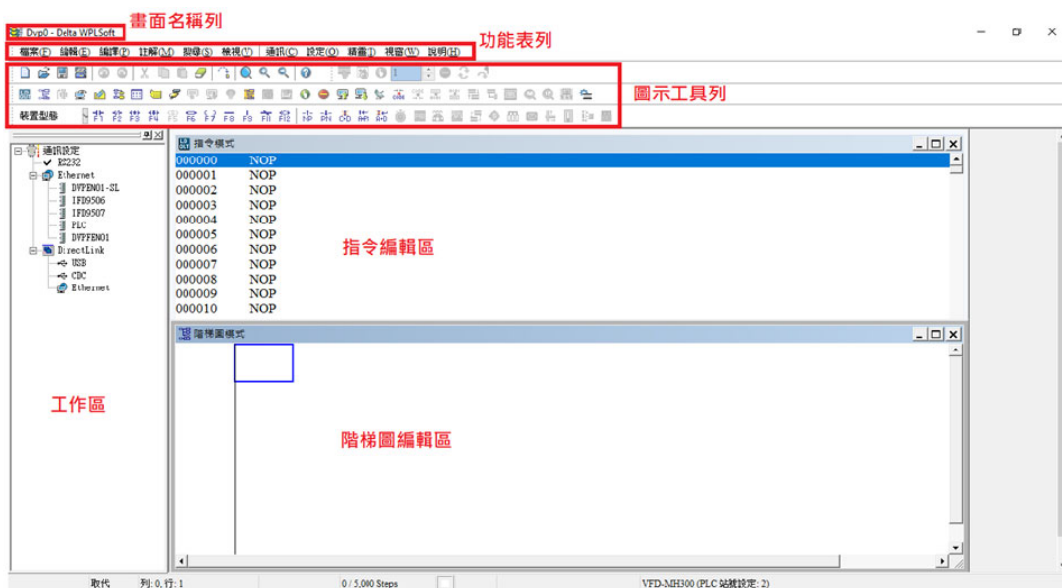 畫面名稱列
Dvp0 - Delta WPLSoft
功能表列
檔案(F) 編輯(E) 編譯(P) 註解(M) 搜尋(S) 檢視(V) 通訊(C) 設定(O) 精靈(I) 視窗(W) 說明(H)
1
圖示工具列
裝置型態
通訊設定
RS232
Ethernet
DVPEN01-SL
IFD9506
IFD9507
PLC
DVPFEN01
DirectLink
USB
CDC
Ethernet
工作區
指令模式
000000 NOP
000001 NOP
000002 NOP
000003 NOP
000004 NOP
000005 NOP
000006 NOP
000007 NOP
000008 NOP
000009 NOP
000010 NOP
指令編輯區
階梯圖模式
階梯圖編輯區
取代 列: 0, 行: 1 0 / 5,000 Steps VFD-MH300 (PLC 站號設定: 2)